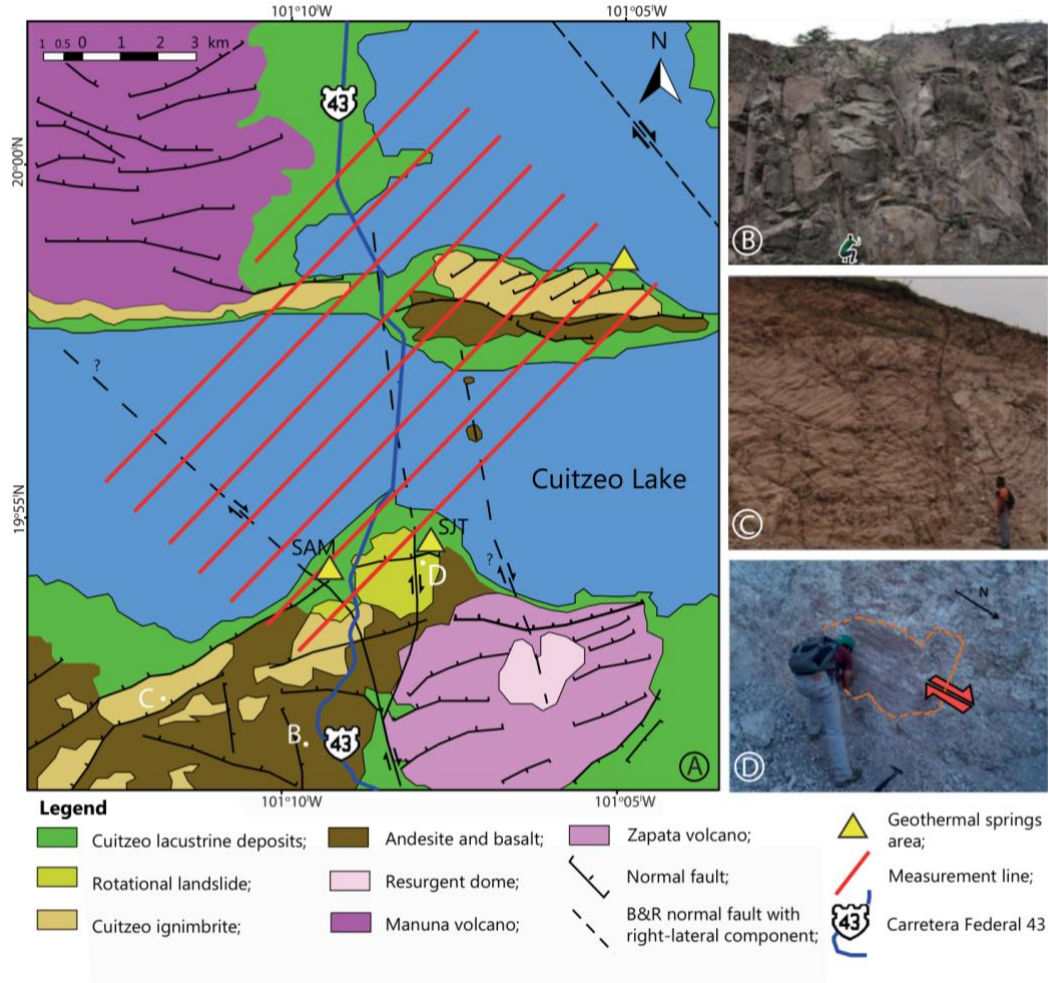 101°10'W 101°05'W
1 0.5 0 1 2 3 km
N
43
20°00'N
B
?
C
Cuitzeo Lake
19°55'N
SAM
SJT
?
D
N
C
B
43
A
D
101°10'W 101°05'W
Legend
Cuitzeo lacustrine deposits;
Rotational landslide;
Cuitzeo ignimbrite;
Andesite and basalt;
Resurgent dome;
Manuna volcano;
Zapata volcano;
Normal fault;
B&R normal fault with
right-lateral component;
Geothermal springs
area;
Measurement line;
43
Carretera Federal 43